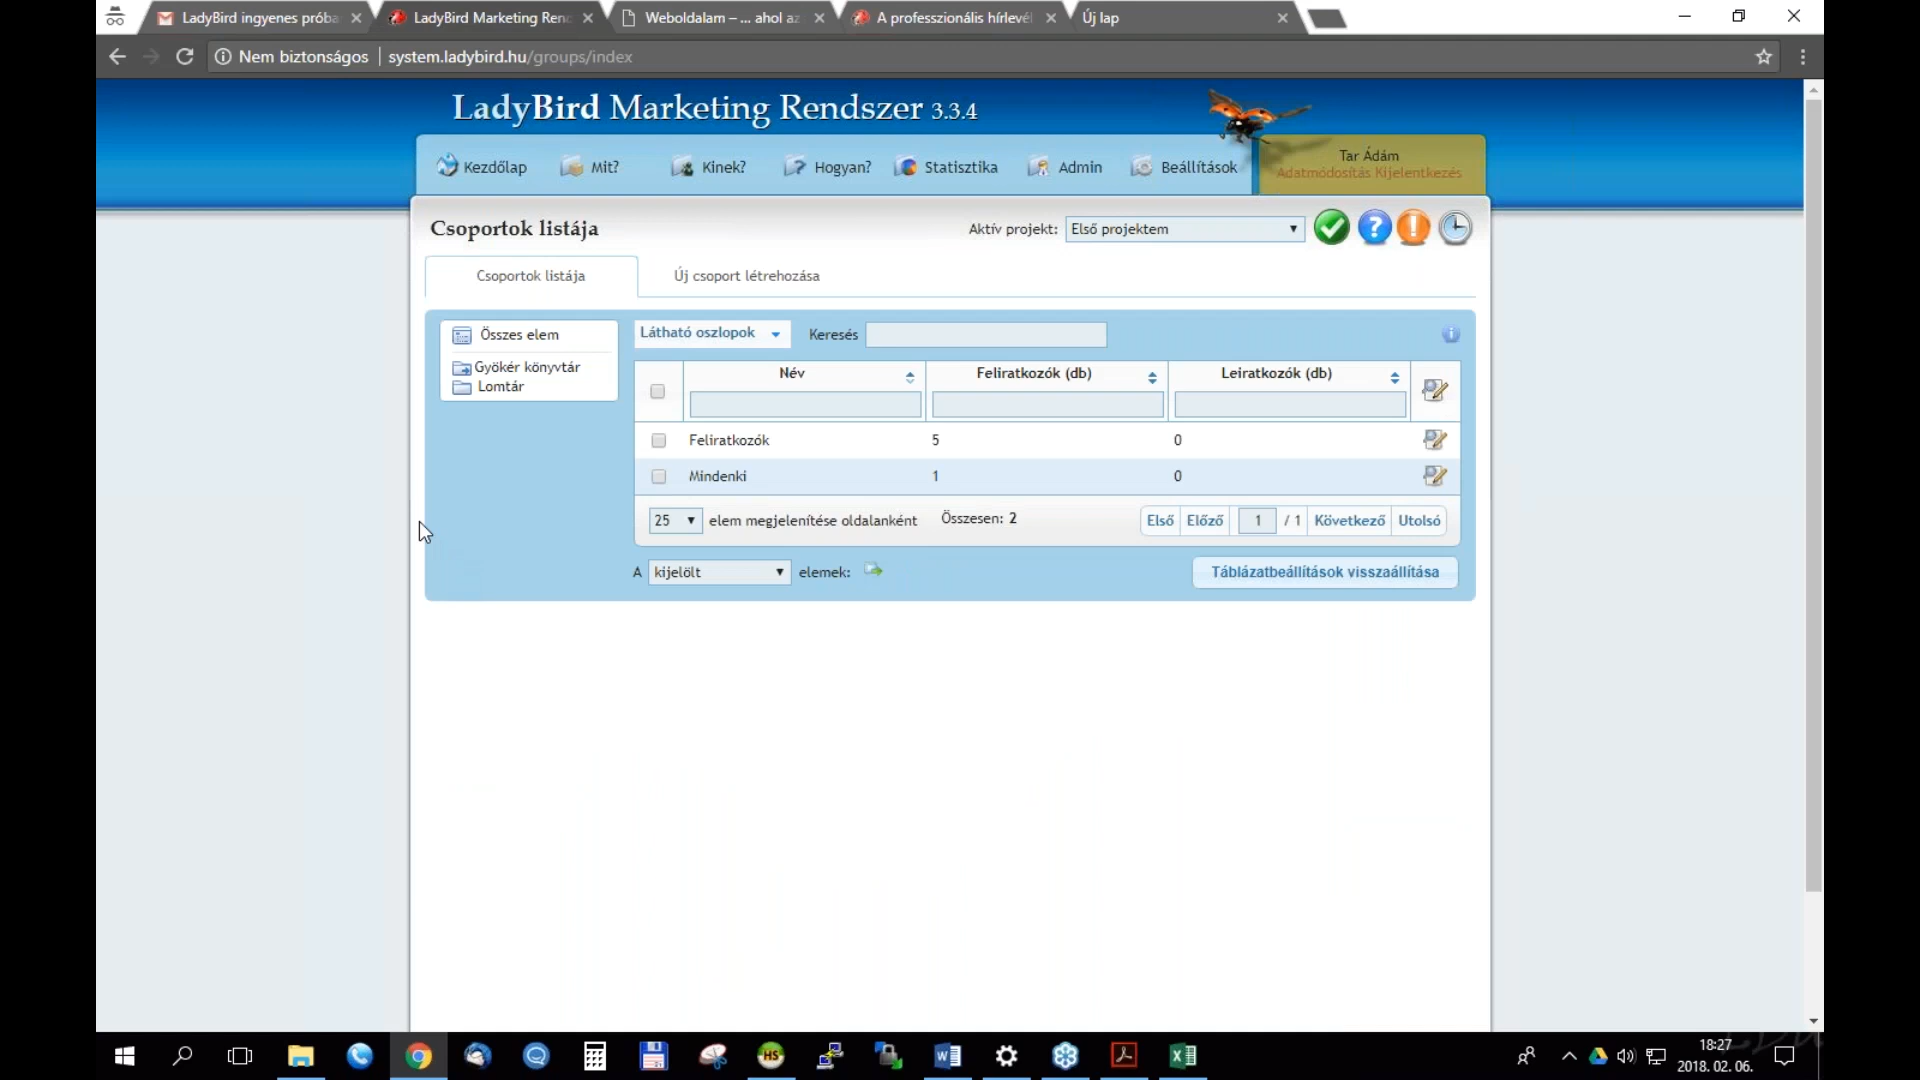 LadyBird ingyenes próba
LadyBird Marketing Rend
Weboldalam – ... ahol az
A professzionális hírlevél
Új lap
Nem biztonságos
system.ladybird.hu/groups/index
LadyBird Marketing Rendszer 3.3.4
Kezdőlap
Mit?
Kinek?
Hogyan?
Statisztika
Admin
Beállítások
Tar Ádám
Adatmódosítás Kijelentkezés
Csoportok listája
Aktív projekt:
Első projektem
Csoportok listája
Új csoport létrehozása
Összes elem
Gyökér könyvtár
Lomtár
Látható oszlopok
Keresés
Név
Feliratkozók (db)
Leiratkozók (db)
Feliratkozók 5 0
Mindenki 1 0
25
elem megjelenítése oldalanként
Összesen: 2
Első
Előző
1
/ 1
Következő
Utolsó
A
kijelölt
elemek:
Táblázatbeállítások visszaállítása
HS
18:27
2018. 02. 06.